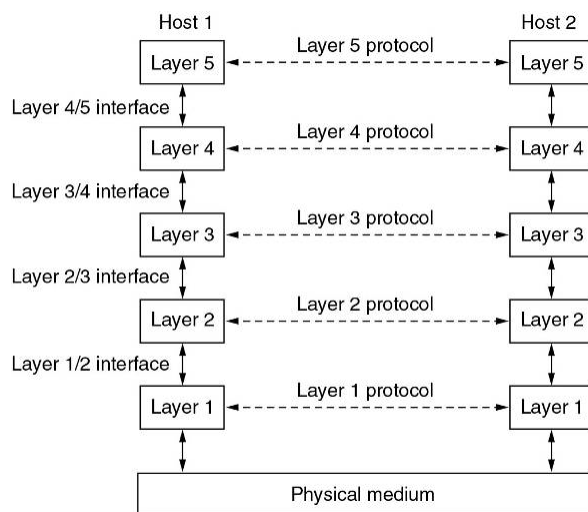 Host 1
Host 2
Layer 5
Layer 5 protocol
Layer 5
Layer 4/5 interface
Layer 4
Layer 4 protocol
Layer 4
Layer 3/4 interface
Layer 3
Layer 3 protocol
Layer 3
Layer 2/3 interface
Layer 2
Layer 2 protocol
Layer 2
Layer 1/2 interface
Layer 1
Layer 1 protocol
Layer 1
Physical medium